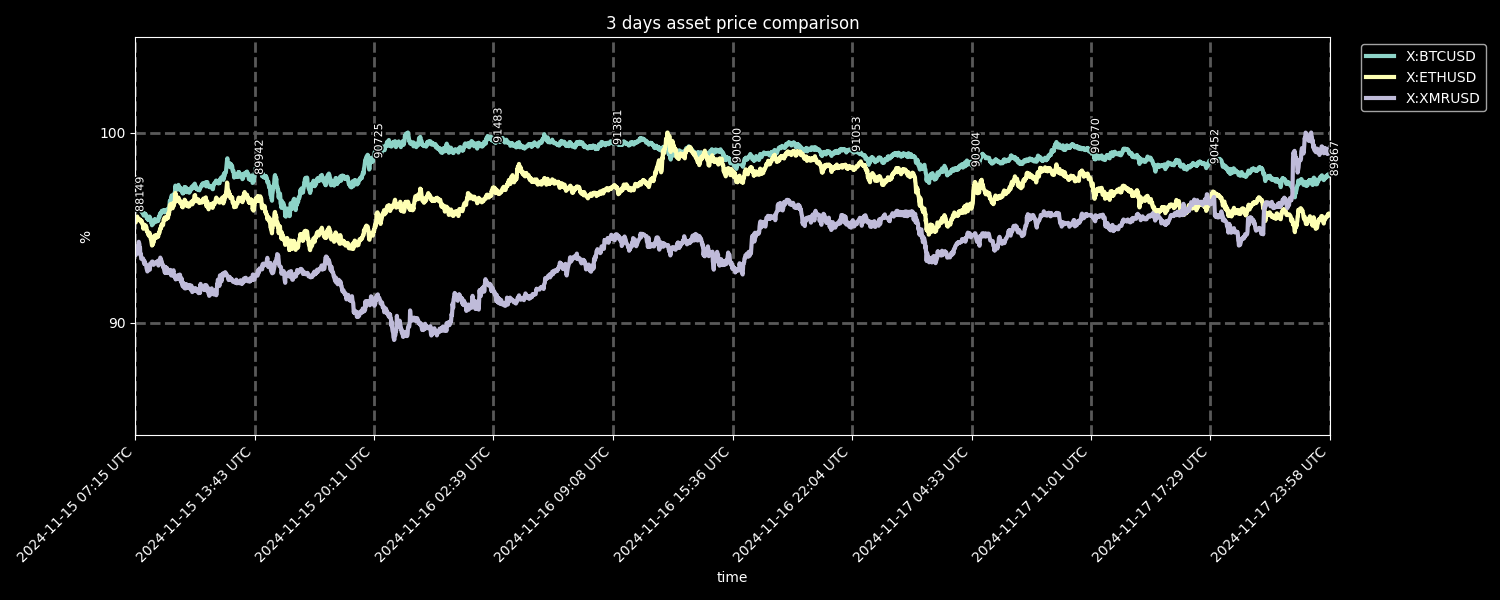 3 days asset price comparison
X:BTCUSD
X:ETHUSD
X:XMRUSD
100
90
%
88149
89942
90725
91483
91381
90500
91053
90304
90970
90452
89867
2024-11-15 07:15 UTC
2024-11-15 13:43 UTC
2024-11-15 20:11 UTC
2024-11-16 02:39 UTC
2024-11-16 09:08 UTC
2024-11-16 15:36 UTC
2024-11-16 22:04 UTC
2024-11-17 04:33 UTC
2024-11-17 11:01 UTC
2024-11-17 17:29 UTC
2024-11-17 23:58 UTC
time